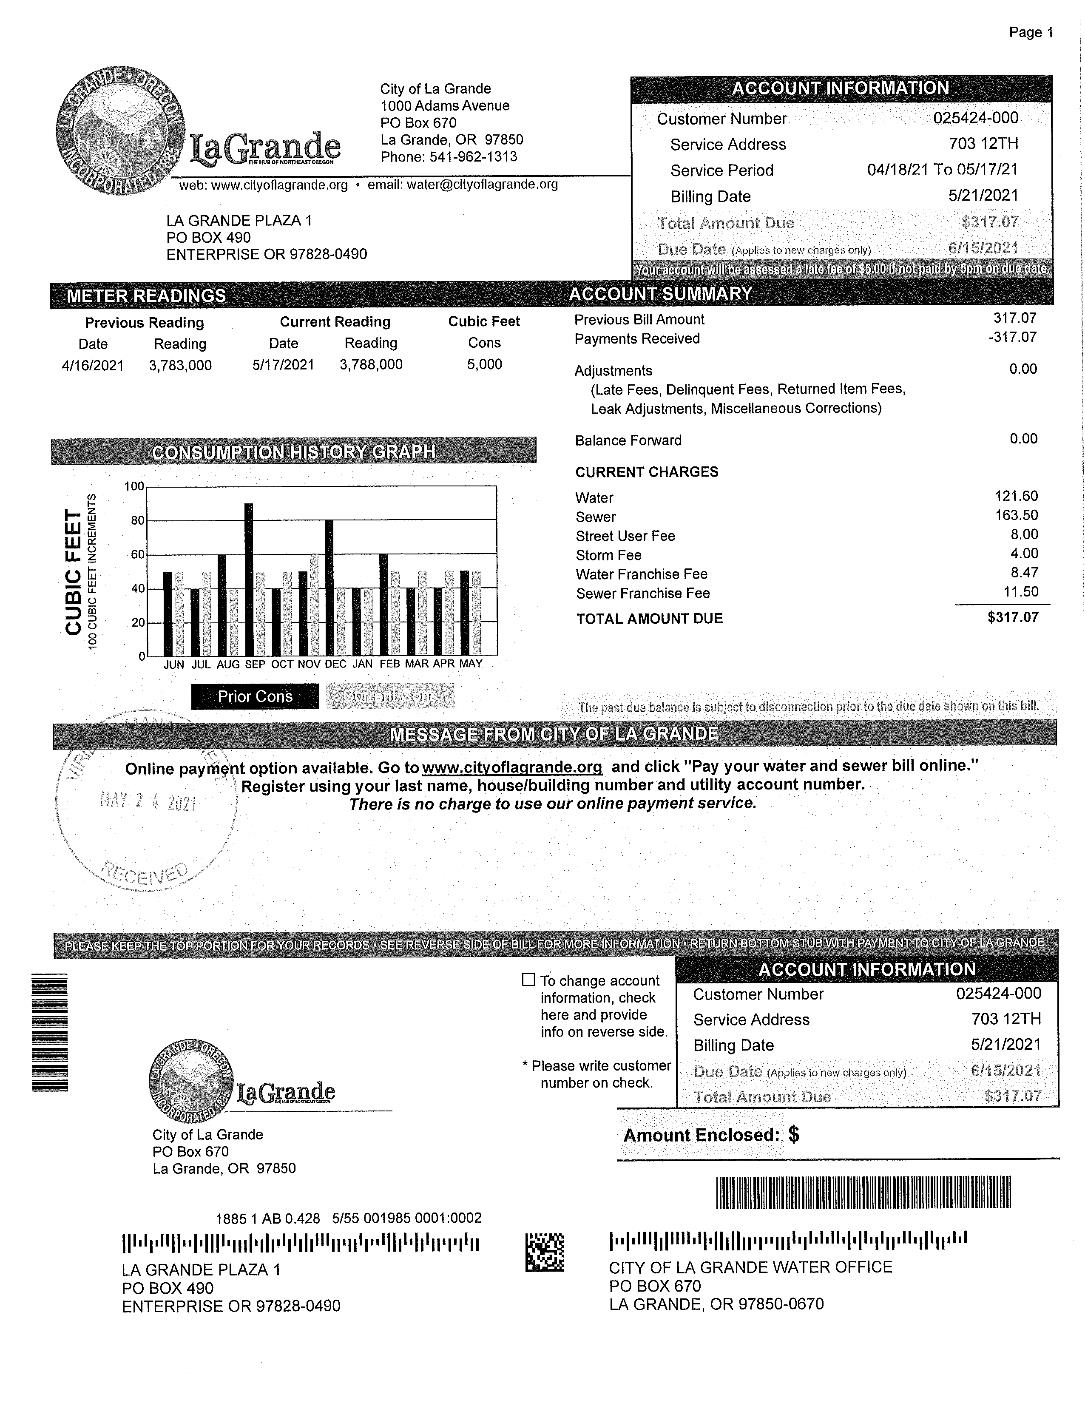 Page 1
LA GRANDE • OREGON
INCORPORATED 1865
LaGrande
THE HUB OF NORTHEAST OREGON
City of La Grande
1000 Adams Avenue
PO Box 670
La Grande, OR 97850
Phone: 541-962-1313
web: www.cityoflagrande.org • email: water@cityoflagrande.org
LA GRANDE PLAZA 1
PO BOX 490
ENTERPRISE OR 97828-0490
ACCOUNT INFORMATION
Customer Number 025424-000
Service Address 703 12TH
Service Period 04/18/21 To 05/17/21
Billing Date 5/21/2021
Total Amount Due $317.07
Due Date (Applies to new charges only) 6/15/2021
Your account will be assessed a late fee of $5.00 if not paid by 5pm on due date.
METER READINGS
Previous Reading Current Reading Cubic Feet
Date Reading Date Reading Cons
4/16/2021 3,783,000 5/17/2021 3,788,000 5,000
ACCOUNT SUMMARY
Previous Bill Amount 317.07
Payments Received -317.07
Adjustments 0.00
(Late Fees, Delinquent Fees, Returned Item Fees,
Leak Adjustments, Miscellaneous Corrections)
Balance Forward 0.00
CURRENT CHARGES
Water 121.60
Sewer 163.50
Street User Fee 8.00
Storm Fee 4.00
Water Franchise Fee 8.47
Sewer Franchise Fee 11.50
TOTAL AMOUNT DUE $317.07
The past due balance is subject to disconnection prior to the due date shown on this bill.
CONSUMPTION HISTORY GRAPH
CUBIC FEET
100 CUBIC FEET INCREMENTS
100
80
60
40
20
0
JUN JUL AUG SEP OCT NOV DEC JAN FEB MAR APR MAY
Prior Cons
MESSAGE FROM CITY OF LA GRANDE
Online payment option available. Go to www.cityoflagrande.org and click "Pay your water and sewer bill online."
Register using your last name, house/building number and utility account number.
There is no charge to use our online payment service.
MAY 24 2021
RECEIVED
PLEASE KEEP THE TOP PORTION FOR YOUR RECORDS • SEE REVERSE SIDE OF BILL FOR MORE INFORMATION • RETURN BOTTOM STUB WITH PAYMENT TO CITY OF LA GRANDE
☐ To change account
information, check
here and provide
info on reverse side.
* Please write customer
number on check.
ACCOUNT INFORMATION
Customer Number 025424-000
Service Address 703 12TH
Billing Date 5/21/2021
Due Date (Applies to new charges only) 6/15/2021
Total Amount Due $317.07
Amount Enclosed: $
LaGrande
City of La Grande
PO Box 670
La Grande, OR 97850
1885 1 AB 0.428 5/55 001985 0001:0002
LA GRANDE PLAZA 1
PO BOX 490
ENTERPRISE OR 97828-0490
CITY OF LA GRANDE WATER OFFICE
PO BOX 670
LA GRANDE, OR 97850-0670